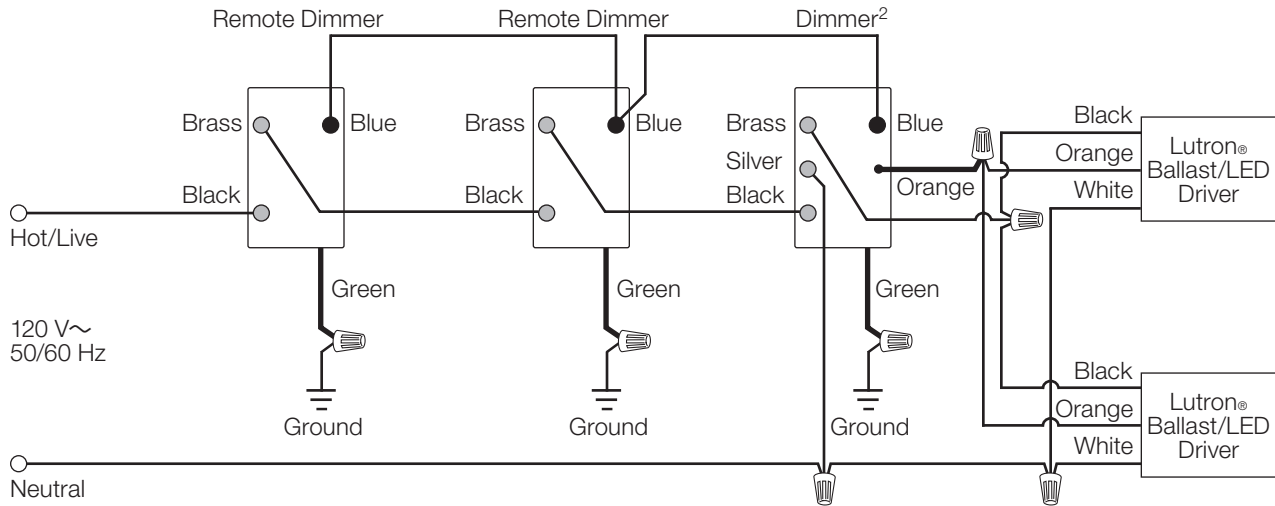 Remote Dimmer
Remote Dimmer
Dimmer²
Brass
Blue
Brass
Blue
Brass
Blue
Silver
Black
Black
Black
Orange
Black
Orange
White
Lutron®
Ballast/LED
Driver
Hot/Live
Green
Green
Green
120 V~
50/60 Hz
Ground
Ground
Ground
Black
Orange
White
Lutron®
Ballast/LED
Driver
Neutral